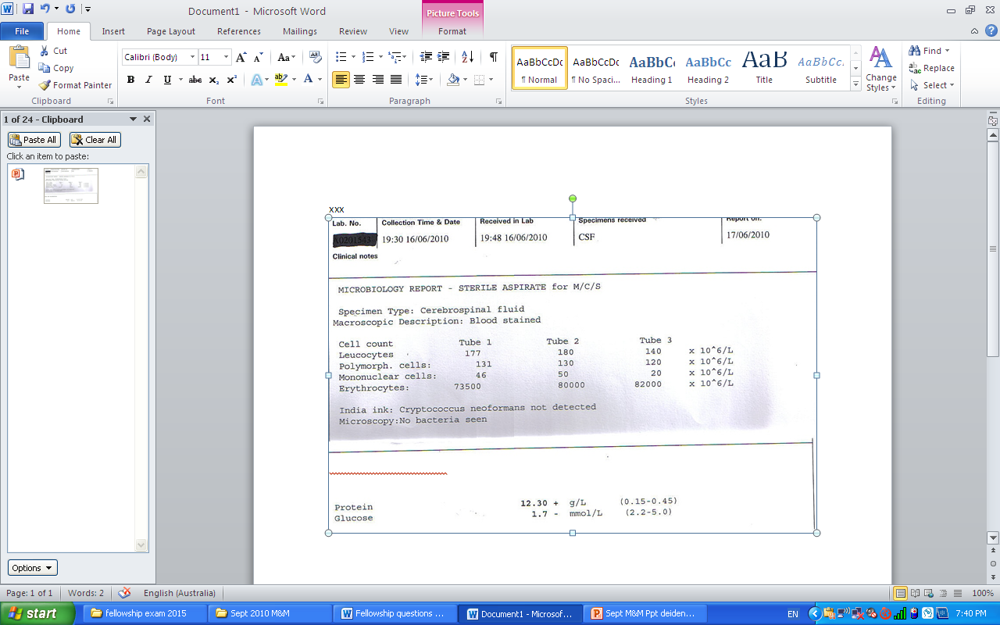 Document1 - Microsoft Word
Picture Tools
File Home Insert Page Layout References Mailings Review View Format
Paste
Cut
Copy
Format Painter
Clipboard
Calibri (Body) 11
Font
Paragraph
AaBbCcDc AaBbCcDc AaBbC AaBbCc AaB AaBbCc.
¶ Normal ¶ No Spaci... Heading 1 Heading 2 Title Subtitle
Change Styles
Styles
Find
Replace
Select
Editing
1 of 24 - Clipboard
Paste All Clear All
Click an item to paste:
Options
xxx
Lab. No. Collection Time & Date Received in Lab Specimens received Report on:
19:30 16/06/2010 19:48 16/06/2010 CSF 17/06/2010
Clinical notes
MICROBIOLOGY REPORT - STERILE ASPIRATE for M/C/S
Specimen Type: Cerebrospinal fluid
Macroscopic Description: Blood stained
Cell count Tube 1 Tube 2 Tube 3
Leucocytes 177 180 140 x 10^6/L
Polymorph. cells: 131 130 120 x 10^6/L
Mononuclear cells: 46 50 20 x 10^6/L
Erythrocytes: 73500 80000 82000 x 10^6/L
India ink: Cryptococcus neoformans not detected
Microscopy:No bacteria seen
Protein 12.30 + g/L (0.15-0.45)
Glucose 1.7 - mmol/L (2.2-5.0)
Page: 1 of 1 Words: 2 English (Australia) 100%
start fellowship exam 2015 Sept 2010 M&M Fellowship questions ... Document1 - Microsof... Sept M&M Ppt deiden... EN 7:40 PM